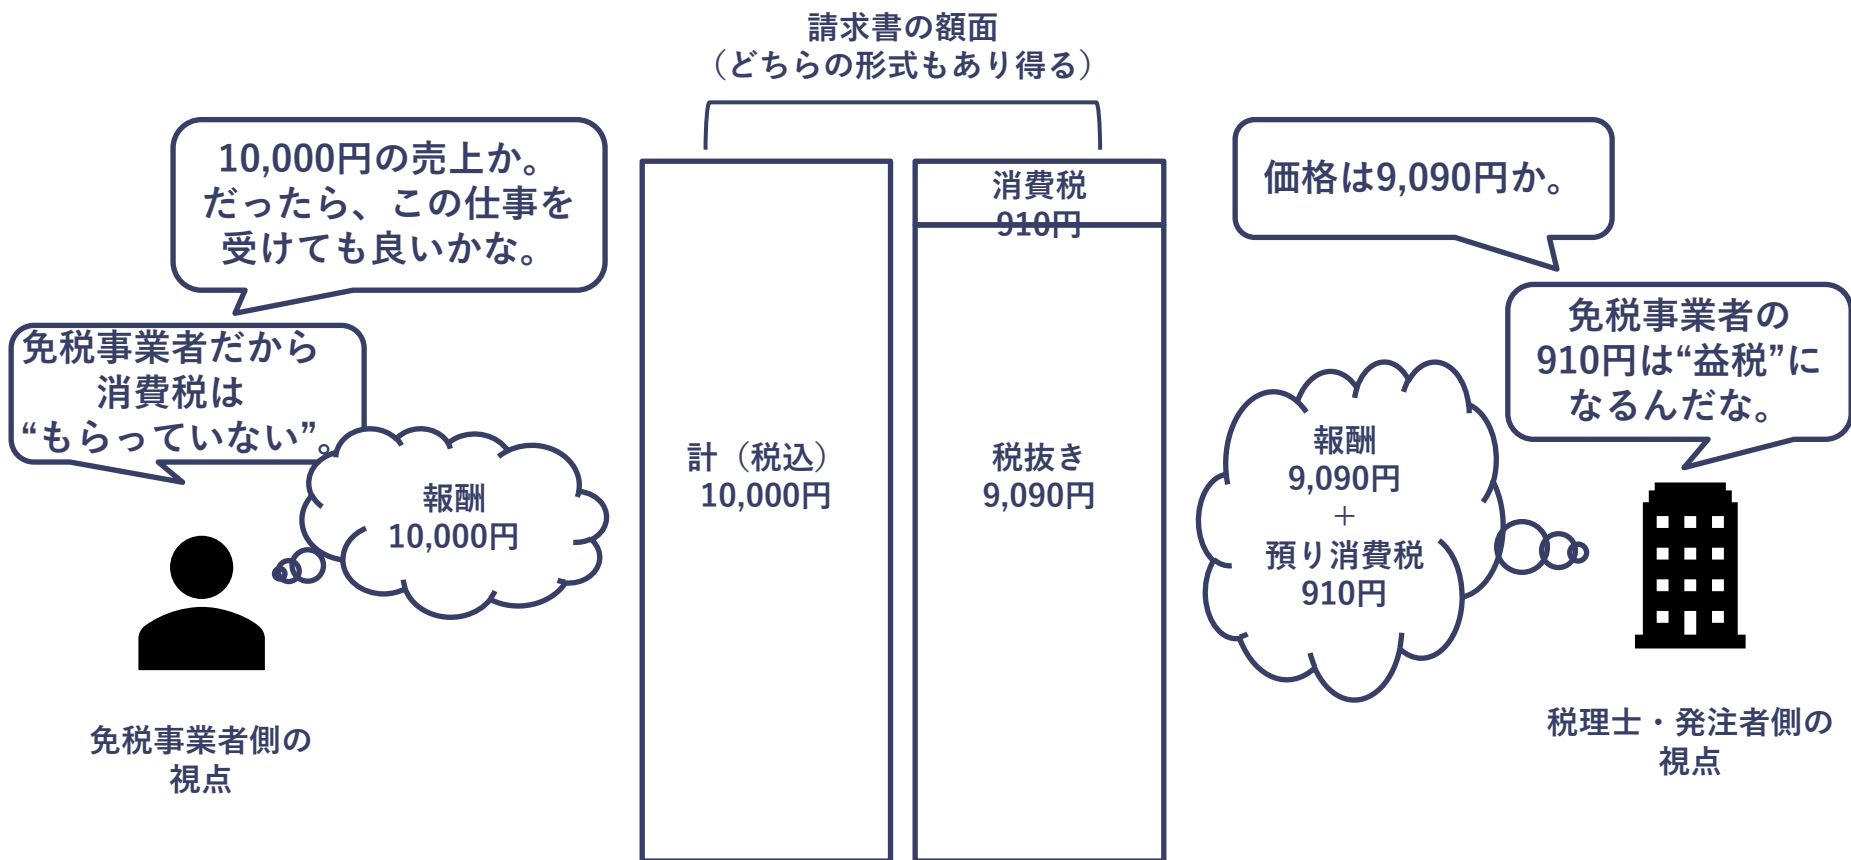 請求書の額面
（どちらの形式もあり得る）
10,000円の売上か。
だったら、この仕事を
受けても良いかな。
免税事業者だから
消費税は
“もらっていない”。
報酬
10,000円
免税事業者側の
視点
計（税込）
10,000円
消費税
910円
税抜き
9,090円
価格は9,090円か。
免税事業者の
910円は“益税”に
なるんだな。
報酬
9,090円
＋
預り消費税
910円
税理士・発注者側の
視点